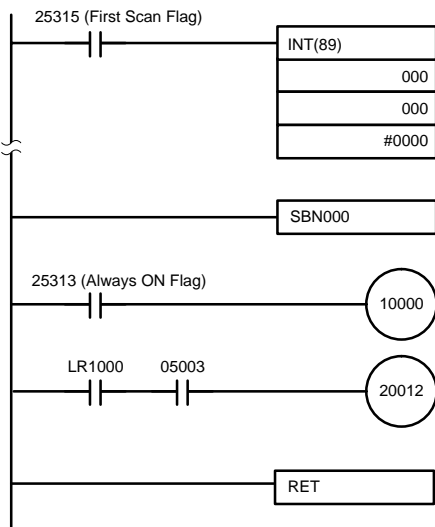 25315 (First Scan Flag)
INT(89)
000
000
#0000
SBN000
25313 (Always ON Flag)
10000
LR1000 05003
20012
RET